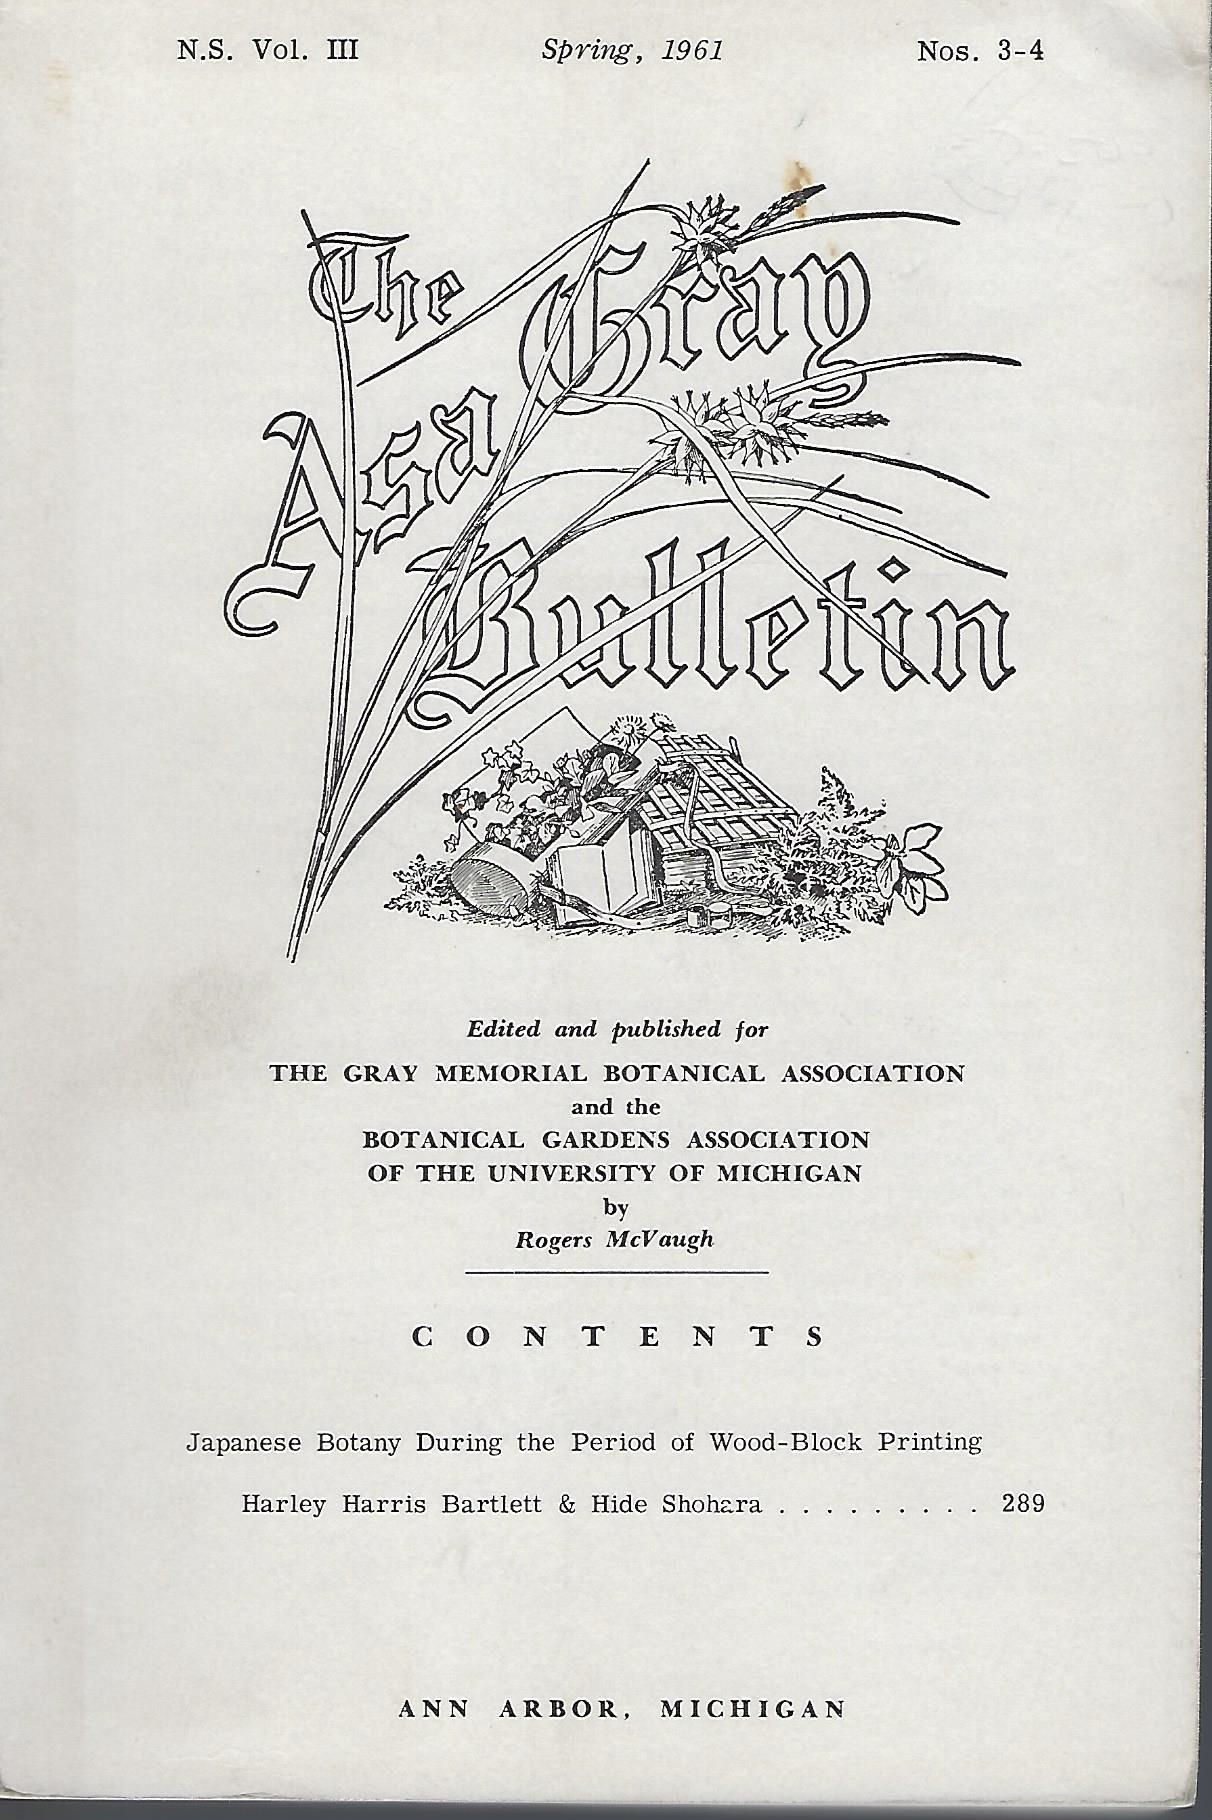 N.S. Vol. III Spring, 1961 Nos. 3-4
The
Asa Gray
Bulletin
Edited and published for
THE GRAY MEMORIAL BOTANICAL ASSOCIATION
and the
BOTANICAL GARDENS ASSOCIATION
OF THE UNIVERSITY OF MICHIGAN
by
Rogers McVaugh
CONTENTS
Japanese Botany During the Period of Wood-Block Printing
Harley Harris Bartlett & Hide Shohara . . . . . . . . . 289
ANN ARBOR, MICHIGAN